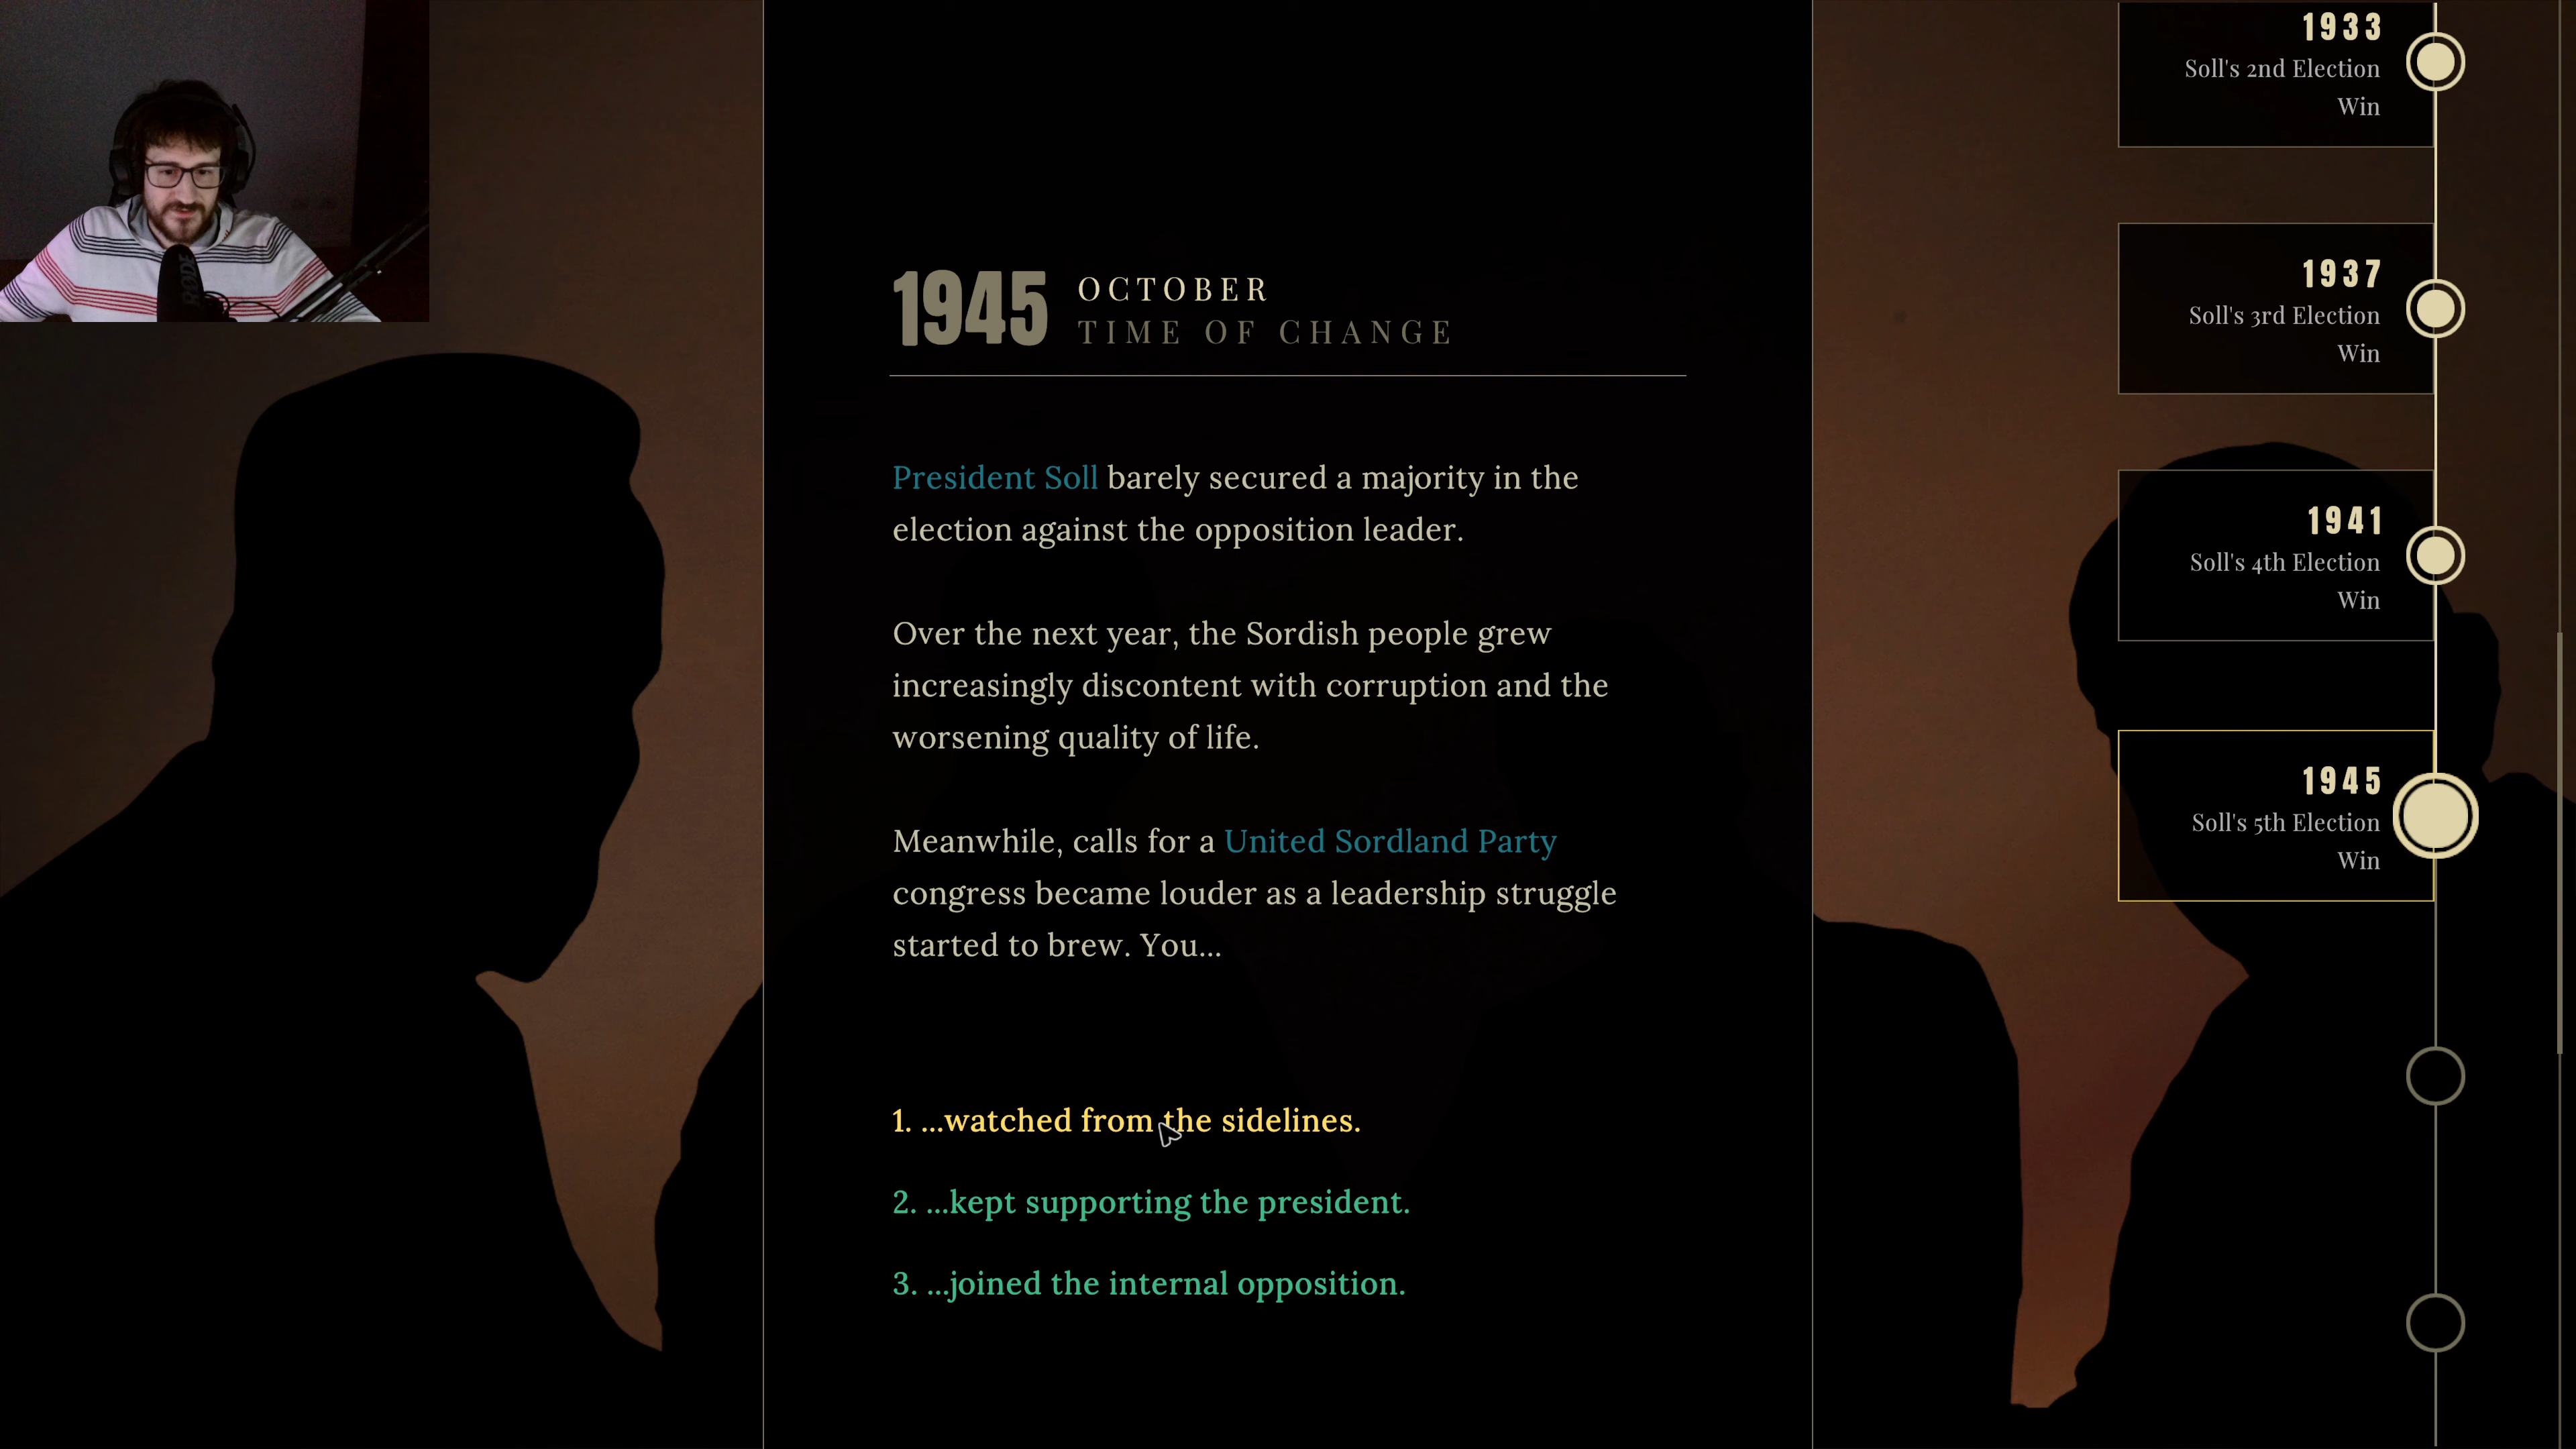 RODE
1945
OCTOBER
TIME OF CHANGE
President Soll barely secured a majority in the
election against the opposition leader.
Over the next year, the Sordish people grew
increasingly discontent with corruption and the
worsening quality of life.
Meanwhile, calls for a United Sordland Party
congress became louder as a leadership struggle
started to brew. You...
1. ...watched from the sidelines.
2. ...kept supporting the president.
3. ...joined the internal opposition.
1933
Soll's 2nd Election
Win
1937
Soll's 3rd Election
Win
1941
Soll's 4th Election
Win
1945
Soll's 5th Election
Win